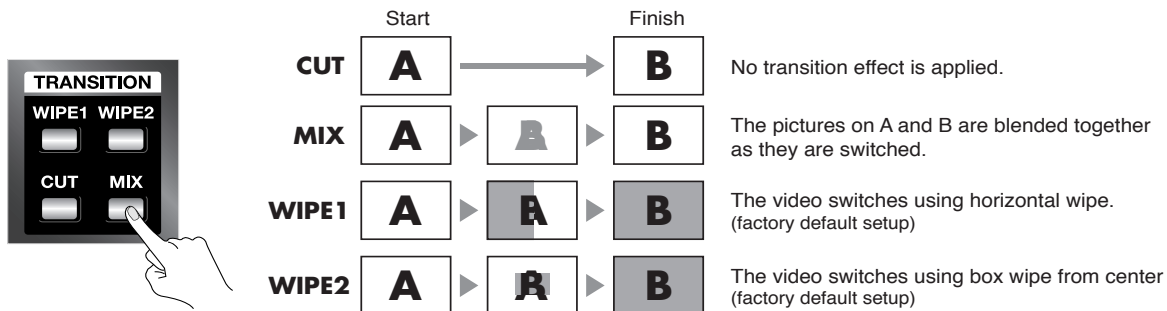 Start Finish
TRANSITION
WIPE1 WIPE2
CUT MIX
CUT A B No transition effect is applied.
MIX A B The pictures on A and B are blended together
as they are switched.
WIPE1 A B The video switches using horizontal wipe.
(factory default setup)
WIPE2 A B The video switches using box wipe from center
(factory default setup)